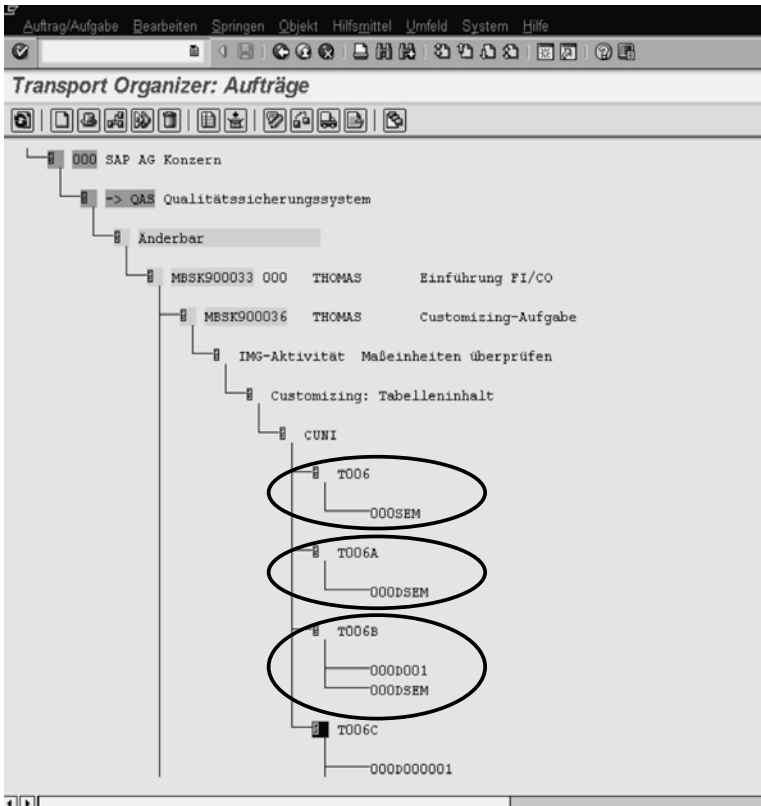 Auftrag/Aufgabe Bearbeiten Springen Objekt Hilfsmittel Umfeld System Hilfe
Transport Organizer: Aufträge
000 SAP AG Konzern
-> QAS Qualitätssicherungssystem
Änderbar
MBSK900033 000 THOMAS Einführung FI/CO
MBSK900036 THOMAS Customizing-Aufgabe
IMG-Aktivität Maßeinheiten überprüfen
Customizing: Tabelleninhalt
CUNI
T006
000SEM
T006A
000DSEM
T006B
000D001
000DSEM
T006C
000D000001